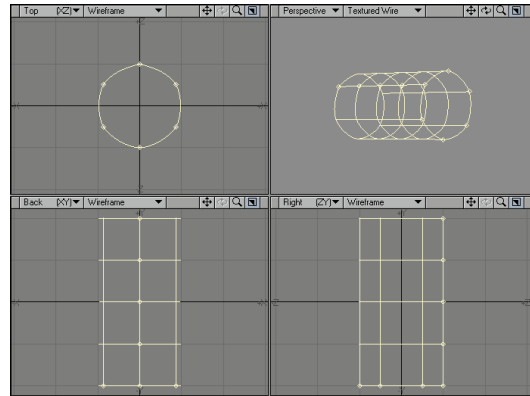 Top (XZ) Wireframe
Perspective Textured Wire
Back (XY) Wireframe
Right (ZY) Wireframe